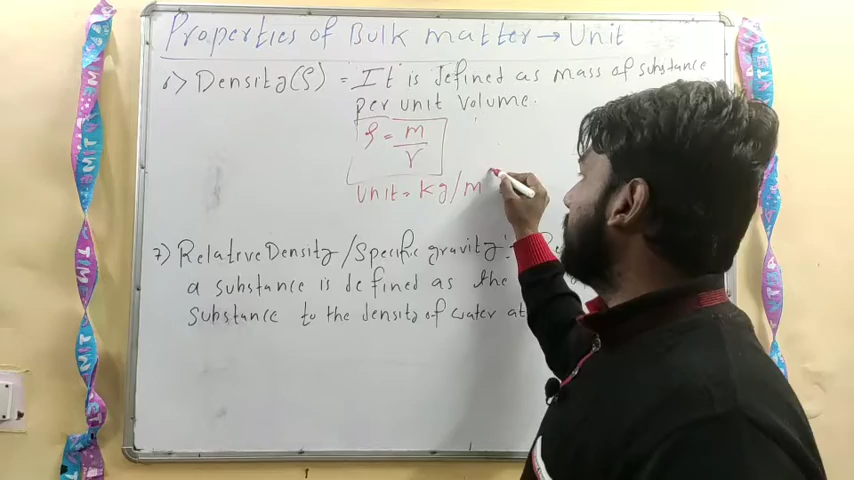 Properties of Bulk matter → Unit
6> Density(ρ) = It is defined as mass of substance
per unit volume.
ρ = m/V
unit = kg/m
7) Relative Density/Specific gravity:-
a substance is defined as the
substance to the density of water at